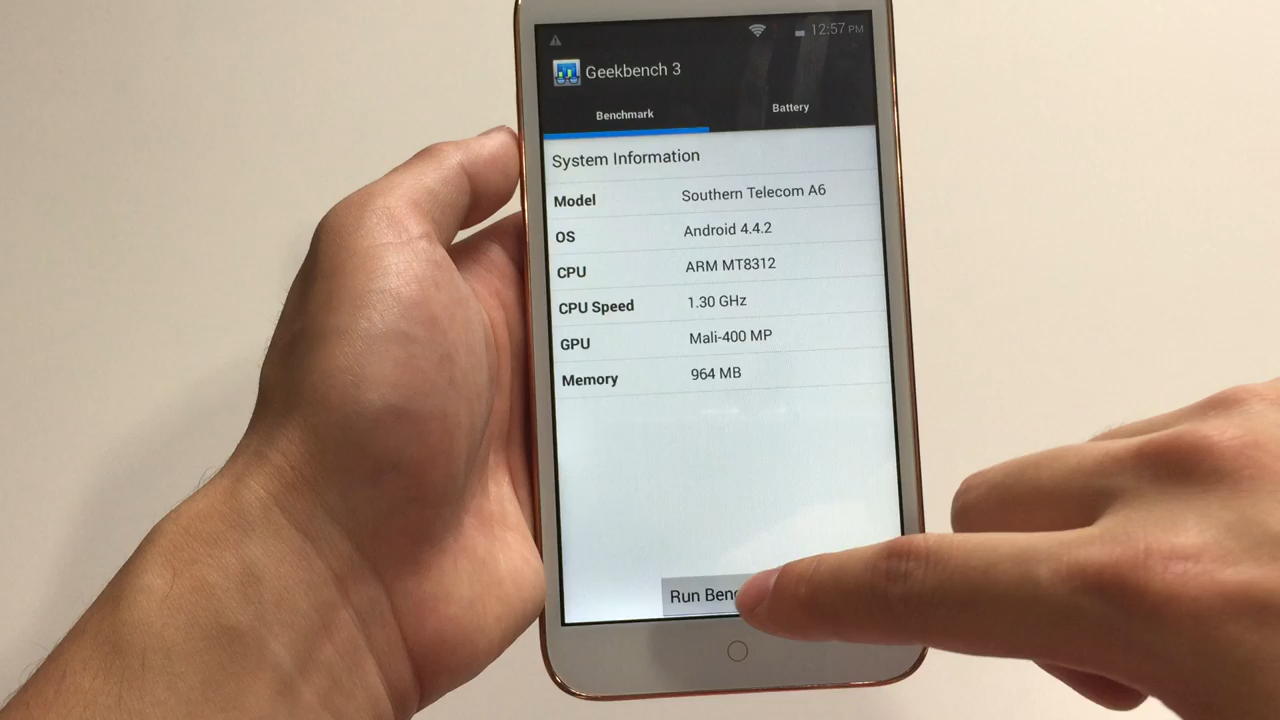 12:57 PM
Geekbench 3
Benchmark Battery
System Information
Model Southern Telecom A6
OS Android 4.4.2
CPU ARM MT8312
CPU Speed 1.30 GHz
GPU Mali-400 MP
Memory 964 MB
Run Benc